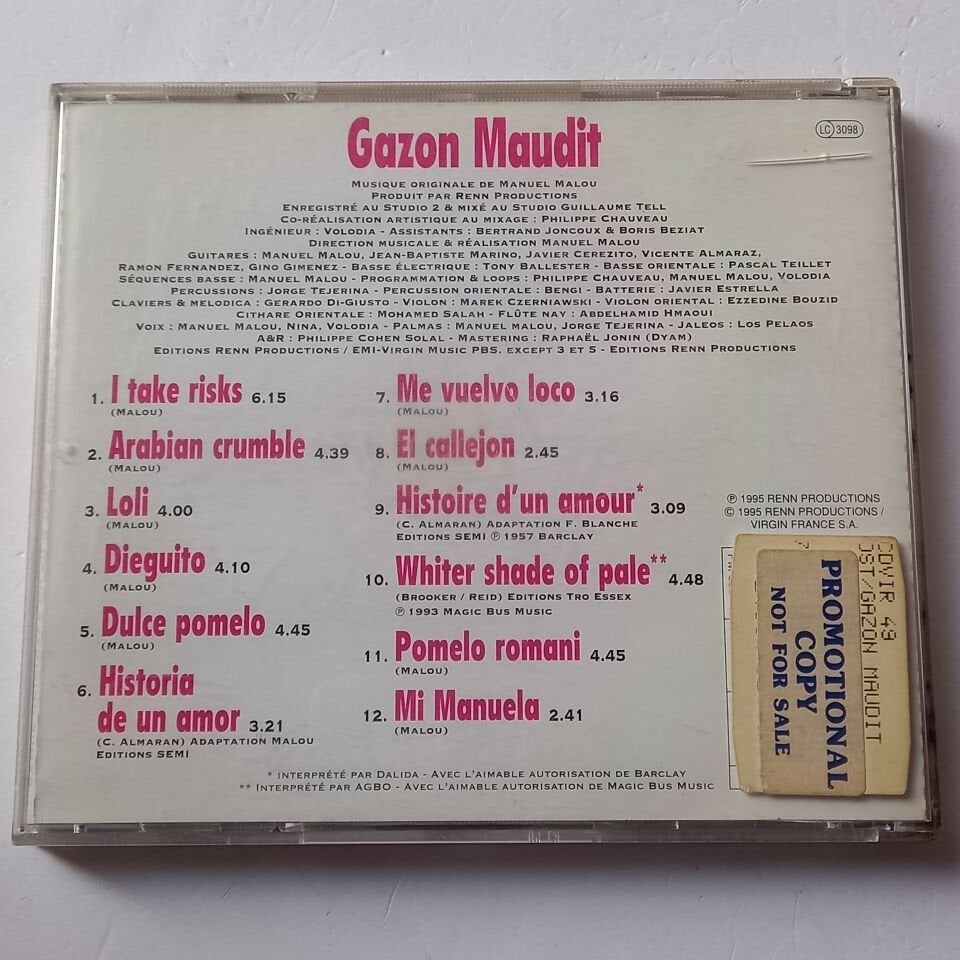 Gazon Maudit
LC 3098
Musique originale de Manuel Malou
Produit par Renn Productions
Enregistré au Studio 2 & mixé au Studio Guillaume Tell
Co-réalisation artistique au mixage : Philippe Chauveau
Ingénieur : Volodia - Assistants : Bertrand Joncoux & Boris Beziat
Direction musicale & réalisation Manuel Malou
Guitares : Manuel Malou, Jean-Baptiste Marino, Javier Cerezito, Vicente Almaraz,
Ramon Fernandez, Gino Gimenez - Basse électrique : Tony Ballester - Basse orientale : Pascal Teillet
Séquences basse : Manuel Malou - Programmation & loops : Philippe Chauveau, Manuel Malou, Volodia
Percussions : Jorge Tejerina - Percussion orientale : Bengi - Batterie : Javier Estrella
Claviers & melodica : Gerardo Di-Giusto - Violon : Marek Czerniawski - Violon oriental : Ezzedine Bouzid
Cithare Orientale : Mohamed Salah - Flûte nay : Abdelhamid Hmaoui
Voix : Manuel Malou, Nina, Volodia - Palmas : Manuel malou, Jorge Tejerina - Jaleos : Los Pelaos
A&R : Philippe Cohen Solal - Mastering : Raphaël Jonin (Dyam)
Editions Renn Productions / EMI-Virgin Music PBS. except 3 et 5 - Editions Renn Productions
1. I take risks 6.15
(Malou)
2. Arabian crumble 4.39
(Malou)
3. Loli 4.00
(Malou)
4. Dieguito 4.10
(Malou)
5. Dulce pomelo 4.45
(Malou)
6. Historia
de un amor 3.21
(C. Almaran) Adaptation Malou
Editions SEMI
7. Me vuelvo loco 3.16
(Malou)
8. El callejon 2.45
(Malou)
9. Histoire d'un amour* 3.09
(C. Almaran) Adaptation F. Blanche
Editions SEMI ℗ 1957 Barclay
10. Whiter shade of pale** 4.48
(Brooker / Reid) Editions Tro Essex
℗ 1993 Magic Bus Music
11. Pomelo romani 4.45
(Malou)
12. Mi Manuela 2.41
(Malou)
* interprété par Dalida - Avec l'aimable autorisation de Barclay
** Interprété par AGBO - Avec l'aimable autorisation de Magic Bus Music
℗ 1995 RENN PRODUCTIONS
© 1995 RENN PRODUCTIONS /
VIRGIN FRANCE S.A.
CDVIR 49
OST/GAZON MAUDIT
PROMOTIONAL
COPY
NOT FOR SALE